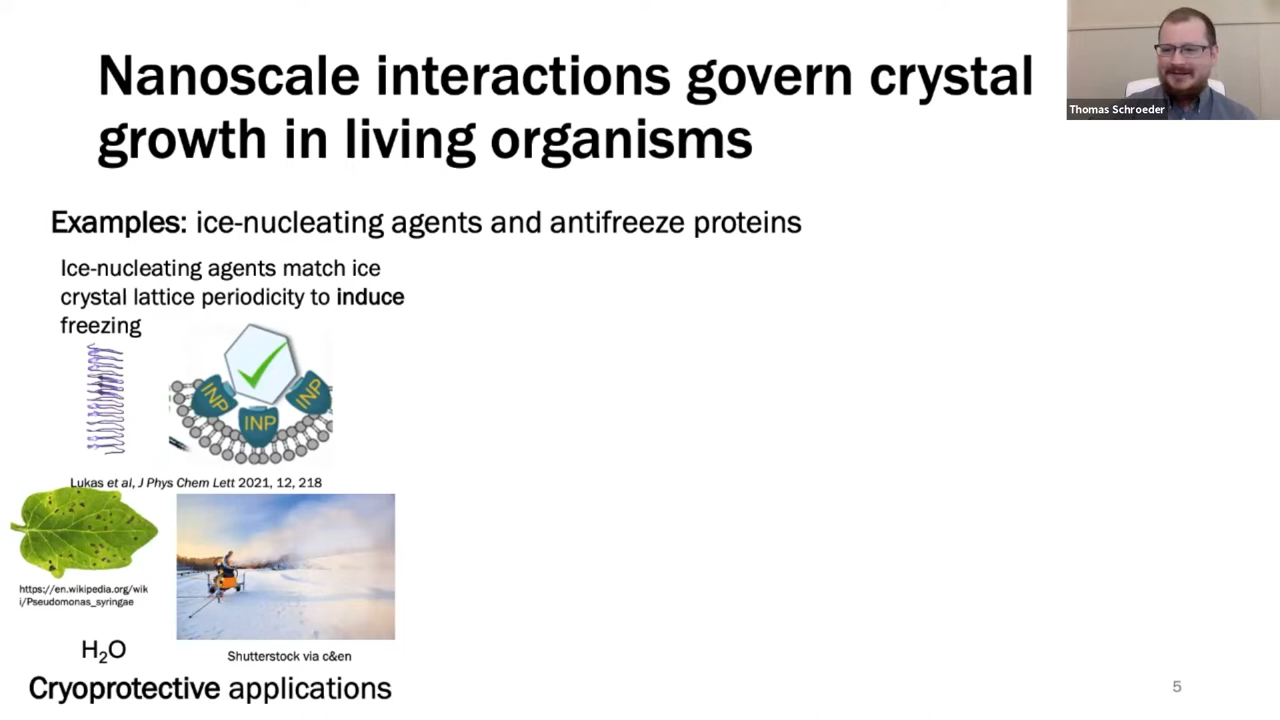 Nanoscale interactions govern crystal
growth in living organisms
Thomas Schroeder
Examples: ice-nucleating agents and antifreeze proteins
Ice-nucleating agents match ice
crystal lattice periodicity to induce
freezing
INP
INP
INP
Lukas et al, J Phys Chem Lett 2021, 12, 218
https://en.wikipedia.org/wik
i/Pseudomonas_syringae
H₂O
Shutterstock via c&en
Cryoprotective applications
5